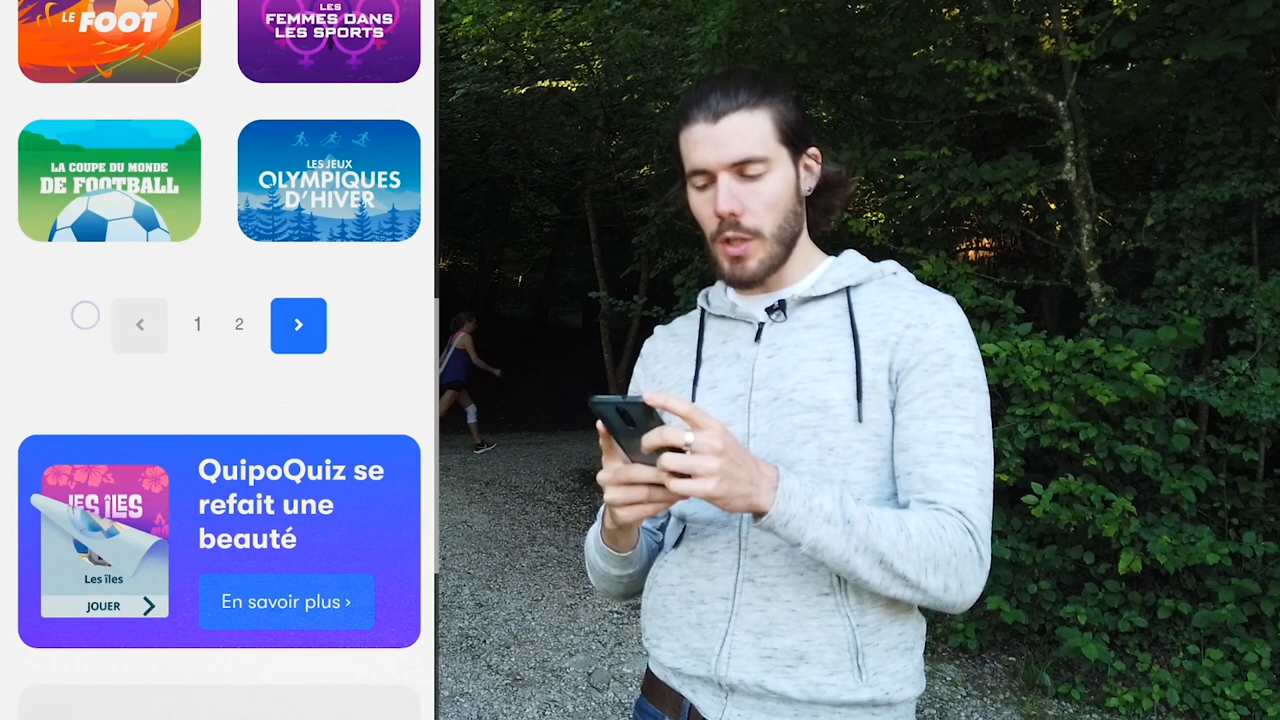 LE FOOT
LES
FEMMES DANS
LES SPORTS
LA COUPE DU MONDE
DE FOOTBALL
LES JEUX
OLYMPIQUES
D'HIVER
1 2
QuipoQuiz se
refait une
beauté
LES ÎLES
Les îles
JOUER
En savoir plus ›